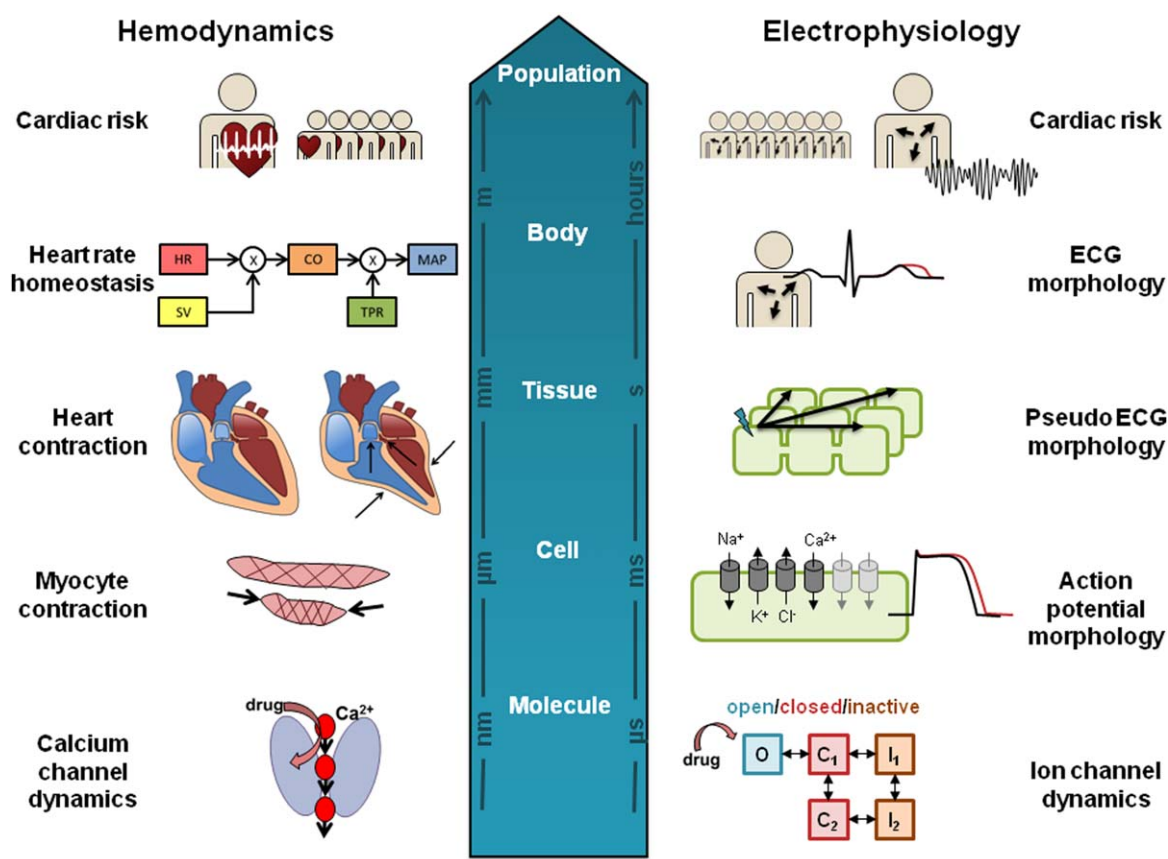 Hemodynamics
Electrophysiology
Population
Cardiac risk
Cardiac risk
m
hours
Body
Heart rate
homeostasis
HR
X
CO
X
MAP
SV
TPR
ECG
morphology
Tissue
mm
s
Heart
contraction
Pseudo ECG
morphology
Cell
µm
ms
Myocyte
contraction
Na⁺
Ca²⁺
K⁺
Cl⁻
Action
potential
morphology
Molecule
nm
µs
Calcium
channel
dynamics
drug
Ca²⁺
open/closed/inactive
drug
O
C₁
I₁
C₂
I₂
Ion channel
dynamics